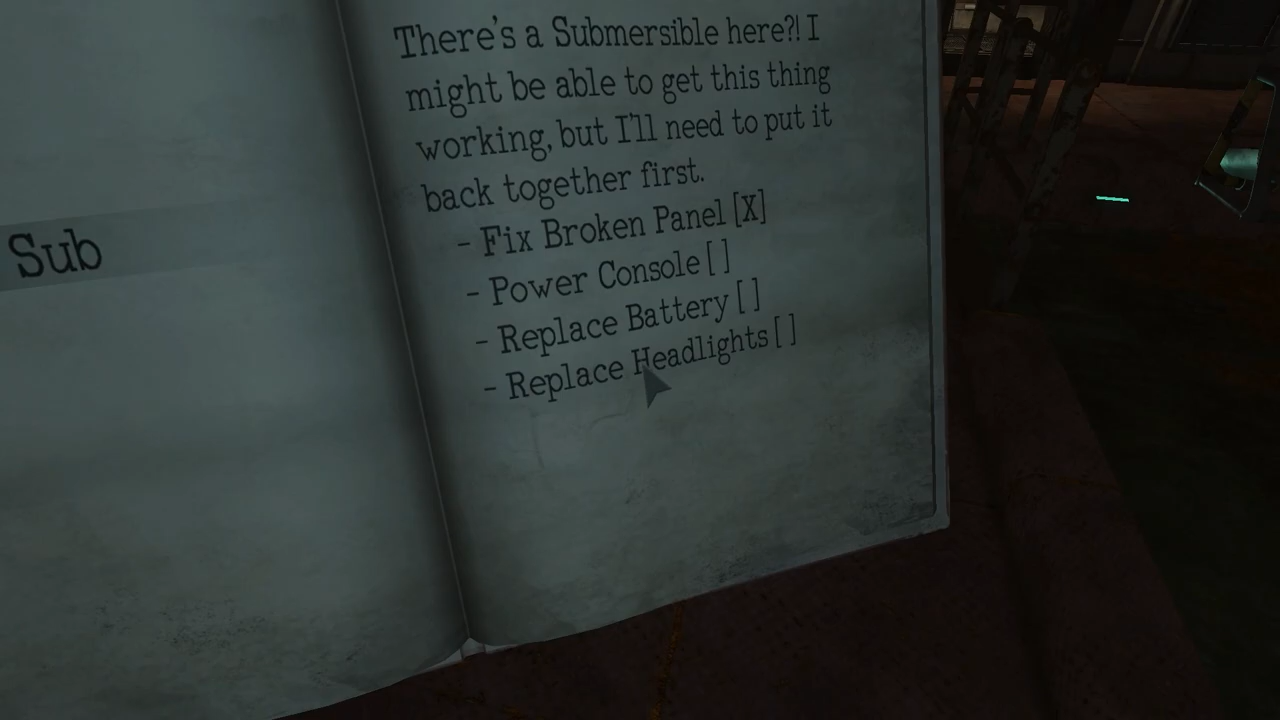 Sub
There's a Submersible here?! I
might be able to get this thing
working, but I'll need to put it
back together first.
- Fix Broken Panel [X]
- Power Console [ ]
- Replace Battery [ ]
- Replace Headlights [ ]